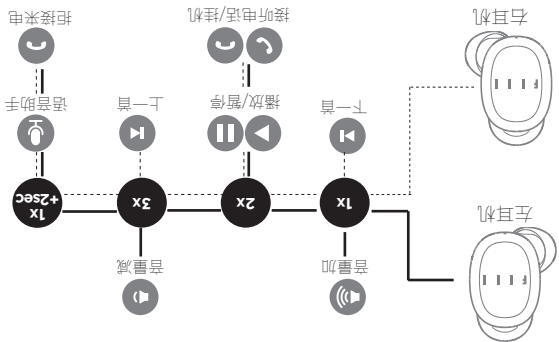 音量加
音量减
左耳机
1x
2x
3x
1x
+2sec
下一首
播放/暂停
上一首
语音助手
右耳机
接听电话/挂机
拒接来电